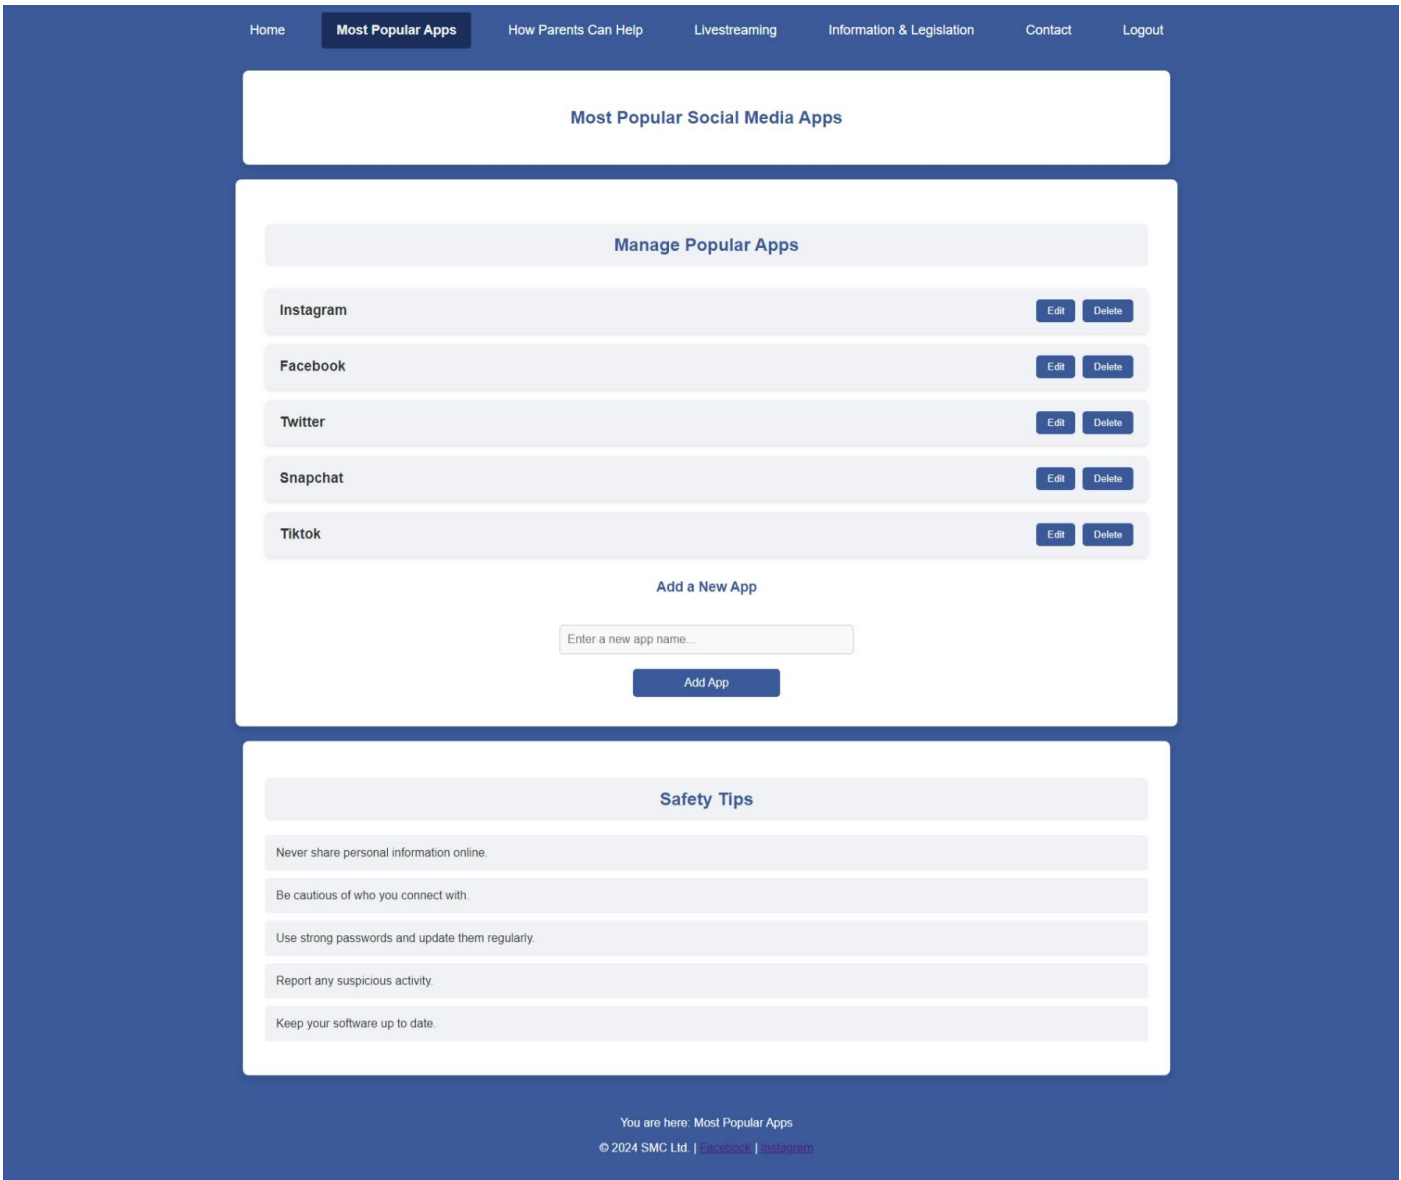 Home Most Popular Apps How Parents Can Help Livestreaming Information & Legislation Contact Logout
Most Popular Social Media Apps
Manage Popular Apps
Instagram Edit Delete
Facebook Edit Delete
Twitter Edit Delete
Snapchat Edit Delete
Tiktok Edit Delete
Add a New App
Enter a new app name...
Add App
Safety Tips
Never share personal information online.
Be cautious of who you connect with.
Use strong passwords and update them regularly.
Report any suspicious activity.
Keep your software up to date.
You are here: Most Popular Apps
© 2024 SMC Ltd. | Facebook | Instagram